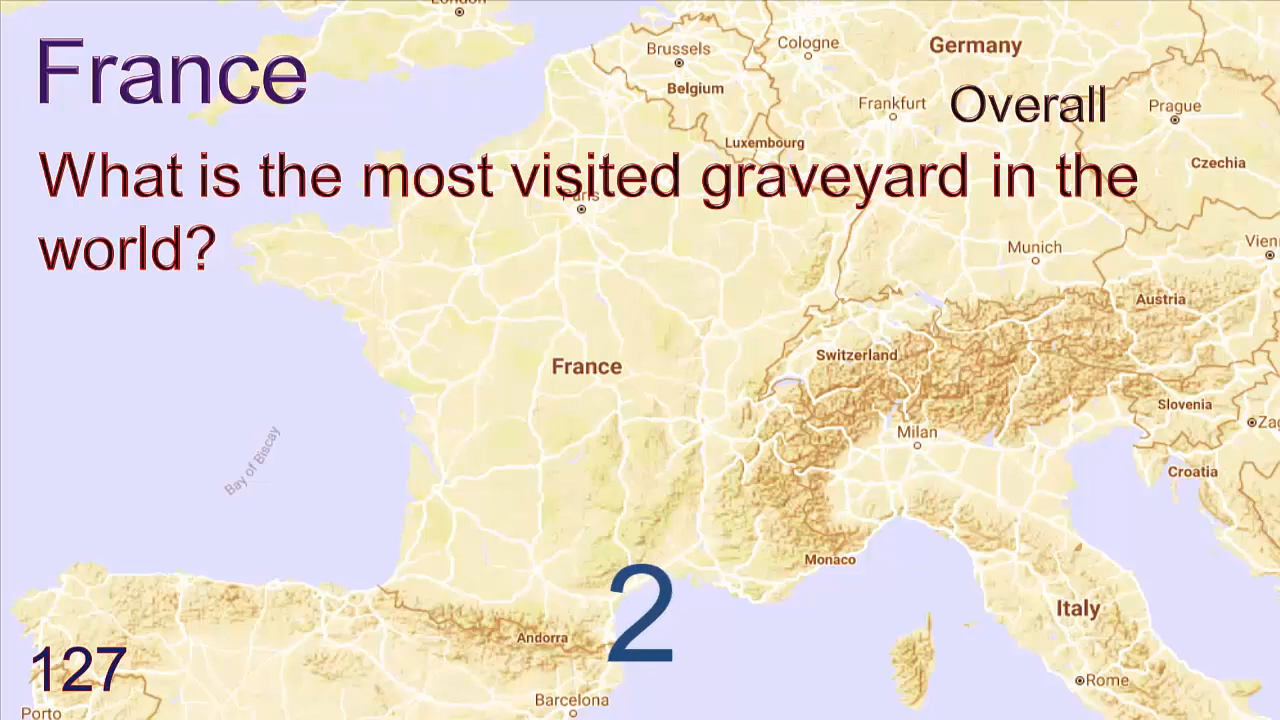 London
France
Brussels
Cologne
Germany
Belgium
Frankfurt
Overall
Prague
Luxembourg
Czechia
What is the most visited graveyard in the
Paris
world?
Munich
Vien
Austria
Switzerland
France
Slovenia
Milan
Zag
Bay of Biscay
Croatia
Monaco
2
Italy
Andorra
127
Rome
Barcelona
Porto